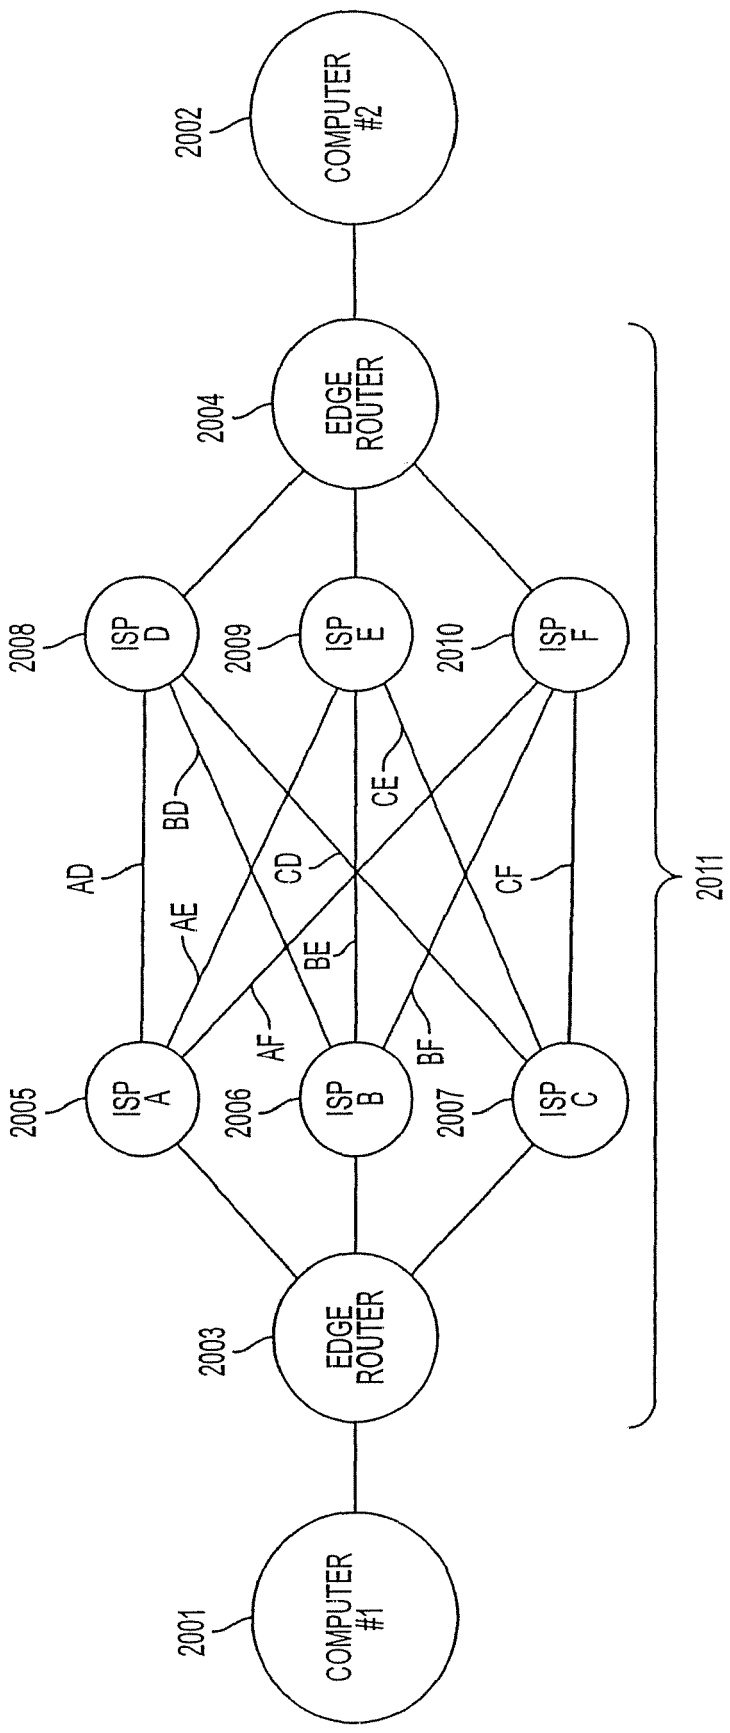 2001
COMPUTER
#1
2003
EDGE
ROUTER
2005
ISP
A
2006
ISP
B
2007
ISP
C
AD
AE
AF
BD
BE
BF
CD
CE
CF
2008
ISP
D
2009
ISP
E
2010
ISP
F
2004
EDGE
ROUTER
2002
COMPUTER
#2
2011